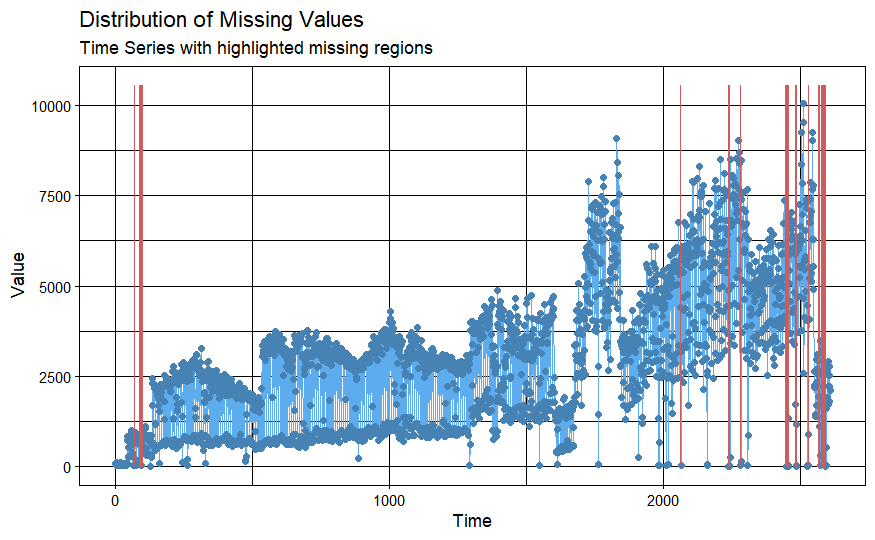 Distribution of Missing Values
Time Series with highlighted missing regions
10000
7500
5000
2500
0
Value
0 1000 2000
Time